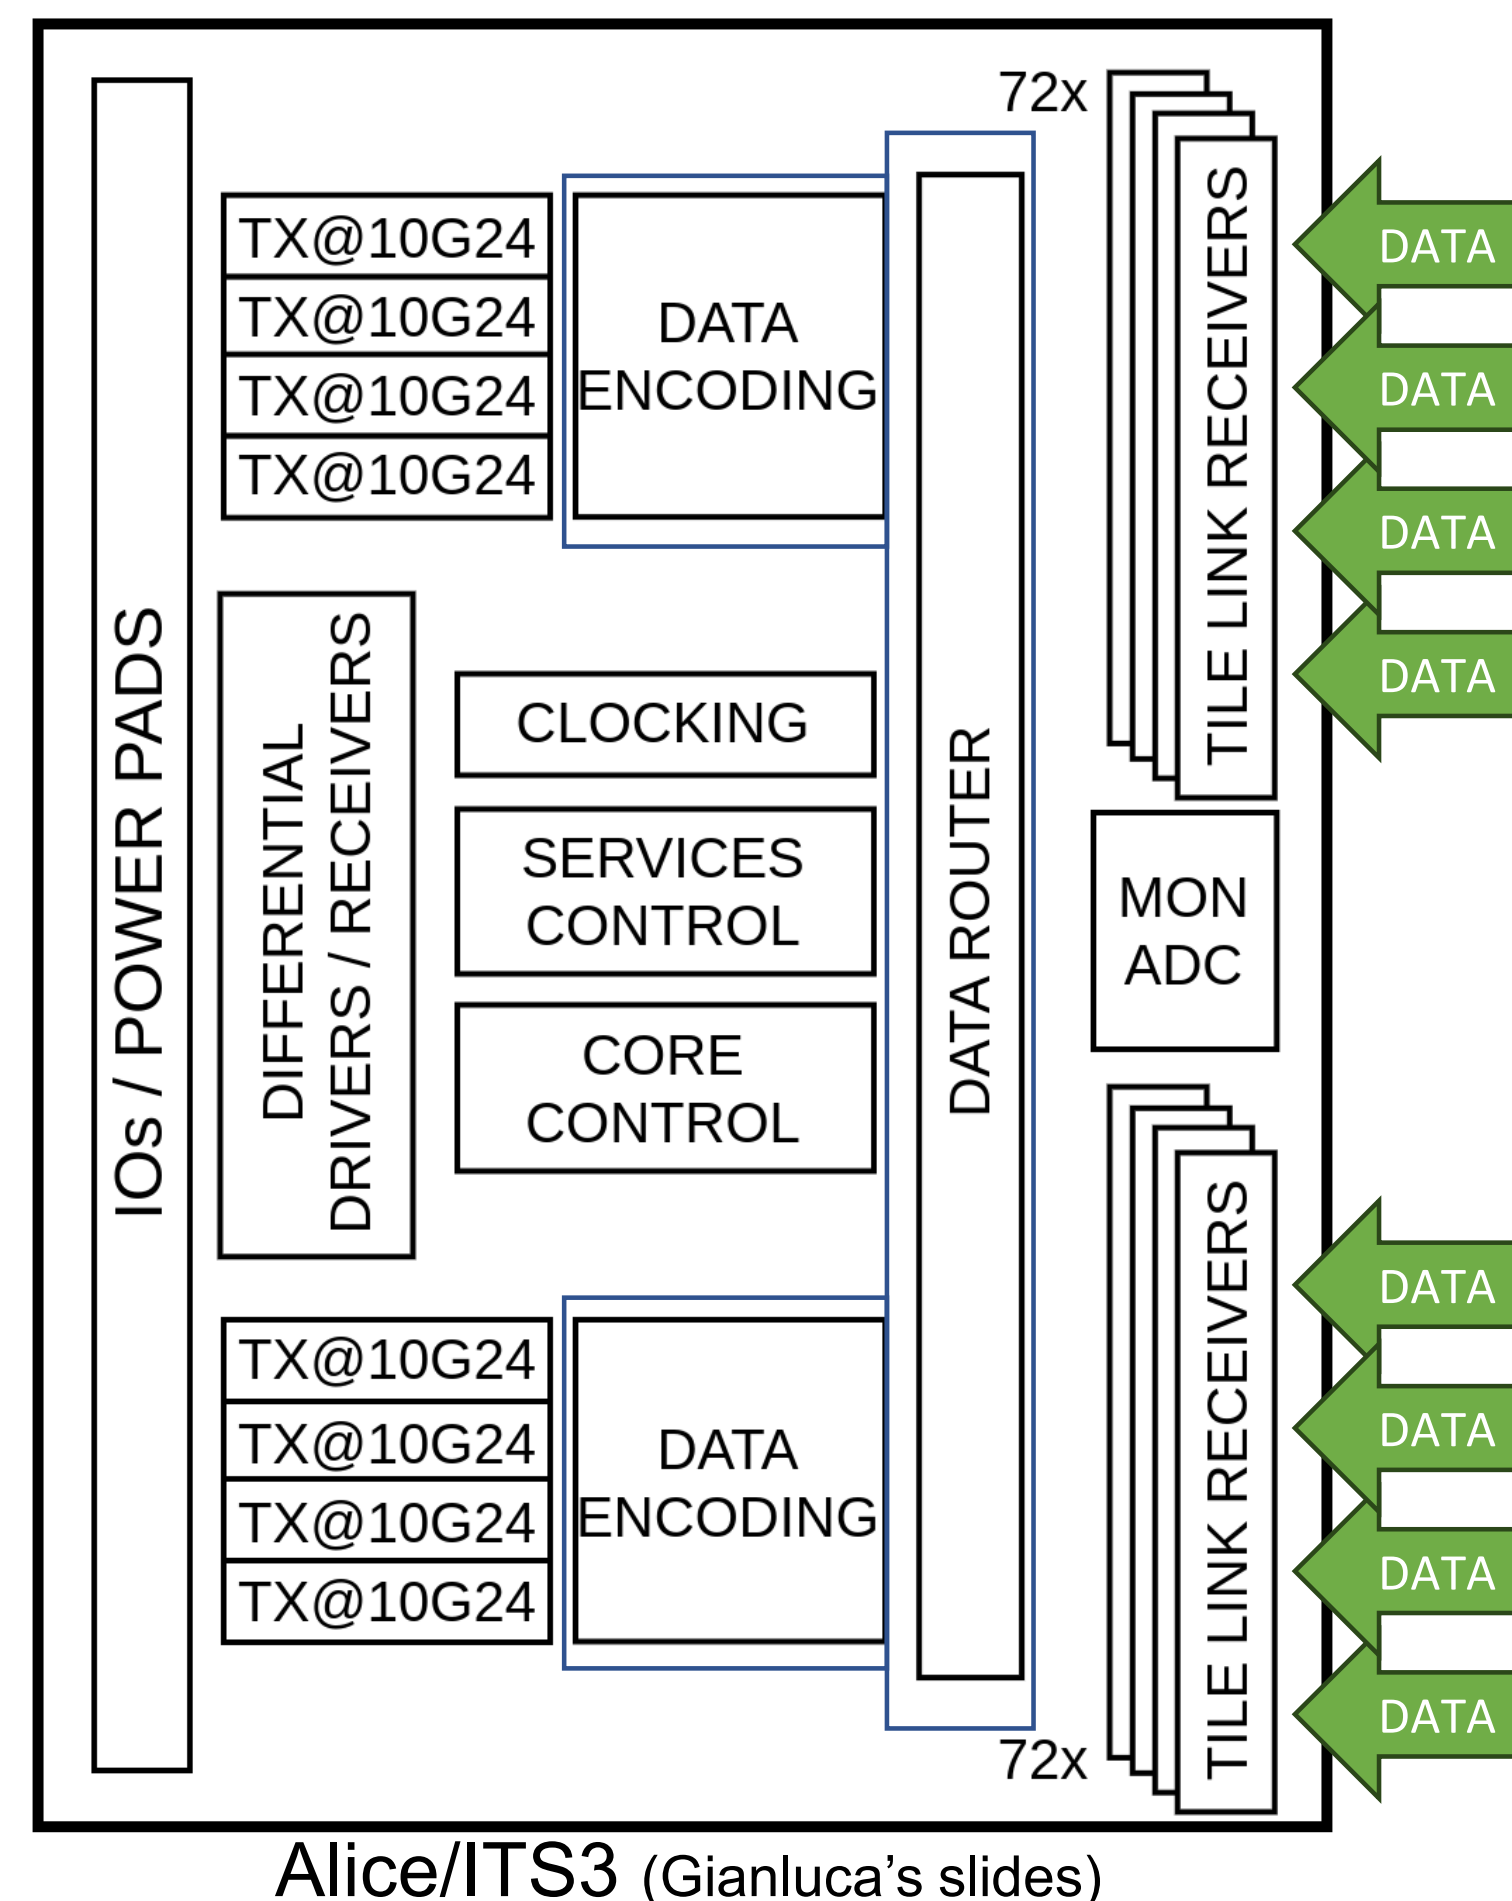 72x
TILE LINK RECEIVERS
DATA
DATA
DATA
DATA
TX@10G24
TX@10G24
TX@10G24
TX@10G24
DATA
ENCODING
IOs / POWER PADS
DIFFERENTIAL
DRIVERS / RECEIVERS
CLOCKING
SERVICES
CONTROL
CORE
CONTROL
DATA ROUTER
MON
ADC
TX@10G24
TX@10G24
TX@10G24
TX@10G24
DATA
ENCODING
TILE LINK RECEIVERS
DATA
DATA
DATA
DATA
72x
Alice/ITS3 (Gianluca’s slides)